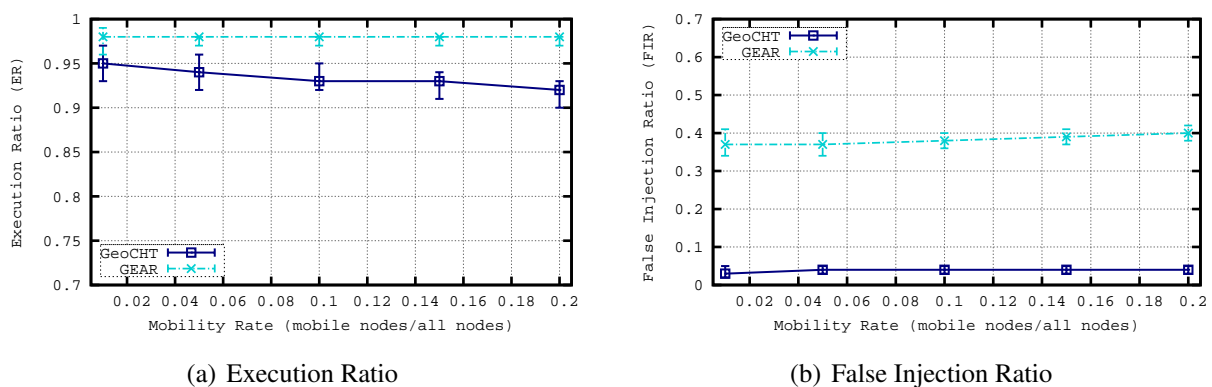 Execution Ratio (ER)
1
0.95
0.9
0.85
0.8
0.75
0.7
GeoCHT
GEAR
0.02 0.04 0.06 0.08 0.1 0.12 0.14 0.16 0.18 0.2
Mobility Rate (mobile nodes/all nodes)
(a) Execution Ratio
False Injection Ratio (FIR)
0.7
0.6
0.5
0.4
0.3
0.2
0.1
0
GeoCHT
GEAR
0.02 0.04 0.06 0.08 0.1 0.12 0.14 0.16 0.18 0.2
Mobility Rate (mobile nodes/all nodes)
(b) False Injection Ratio